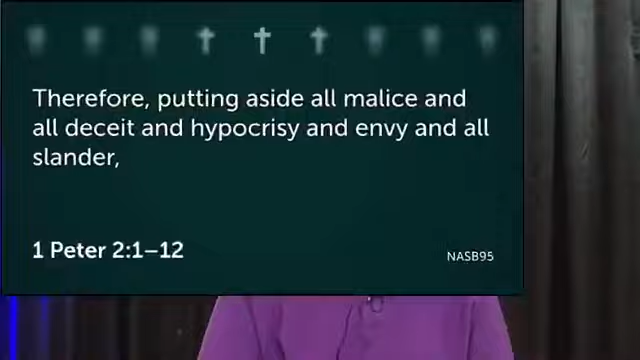 Therefore, putting aside all malice and
all deceit and hypocrisy and envy and all
slander,
1 Peter 2:1–12
NASB95